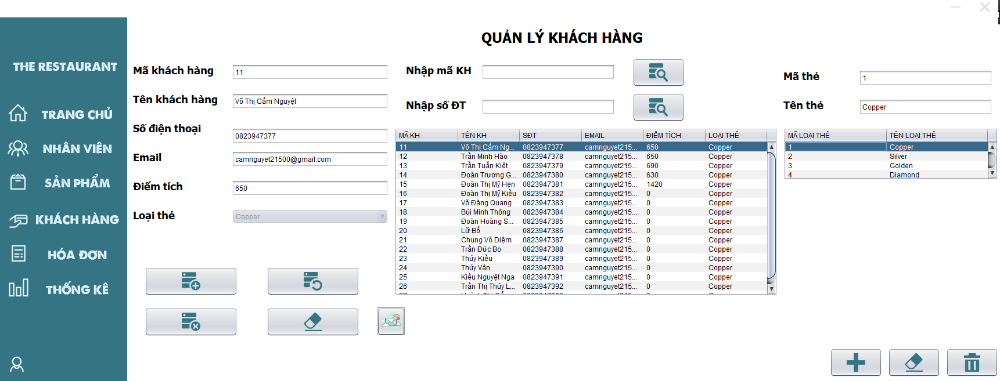 QUẢN LÝ KHÁCH HÀNG
THE RESTAURANT
TRANG CHỦ
NHÂN VIÊN
SẢN PHẨM
KHÁCH HÀNG
HÓA ĐƠN
THỐNG KÊ
Mã khách hàng 11
Tên khách hàng Võ Thị Cẩm Nguyệt
Số điện thoại 0823947377
Email camnguyet21500@gmail.com
Điểm tích 650
Loại thẻ Copper
Nhập mã KH
Nhập số ĐT
MÃ KH TÊN KH SĐT EMAIL ĐIỂM TÍCH LOẠI THẺ
11 Võ Thị Cẩm Ng... 0823947377 camnguyet215... 650 Copper
12 Trần Minh Hào 0823947378 camnguyet215... 650 Copper
13 Trần Tuấn Kiệt 0823947379 camnguyet215... 690 Copper
14 Đoàn Trương G... 0823947380 camnguyet215... 630 Copper
15 Đoàn Thị Mỹ Hẹn 0823947381 camnguyet215... 1420 Copper
16 Đoàn Thị Mỹ Kiều 0823947382 camnguyet215... 0 Copper
17 Võ Đăng Quang 0823947383 camnguyet215... 0 Copper
18 Bùi Minh Thông 0823947384 camnguyet215... 0 Copper
19 Đoàn Hoàng S... 0823947385 camnguyet215... 0 Copper
20 Lữ Bố 0823947386 camnguyet215... 0 Copper
21 Chung Vô Diệm 0823947387 camnguyet215... 0 Copper
22 Trần Đức Bo 0823947388 camnguyet215... 0 Copper
23 Thúy Kiều 0823947389 camnguyet215... 0 Copper
24 Thúy Vân 0823947390 camnguyet215... 0 Copper
25 Kiều Nguyệt Nga 0823947391 camnguyet215... 0 Copper
26 Trần Thị Thúy L... 0823947392 camnguyet215... 0 Copper
Mã thẻ 1
Tên thẻ Copper
MÃ LOẠI THẺ TÊN LOẠI THẺ
1 Copper
2 Silver
3 Golden
4 Diamond